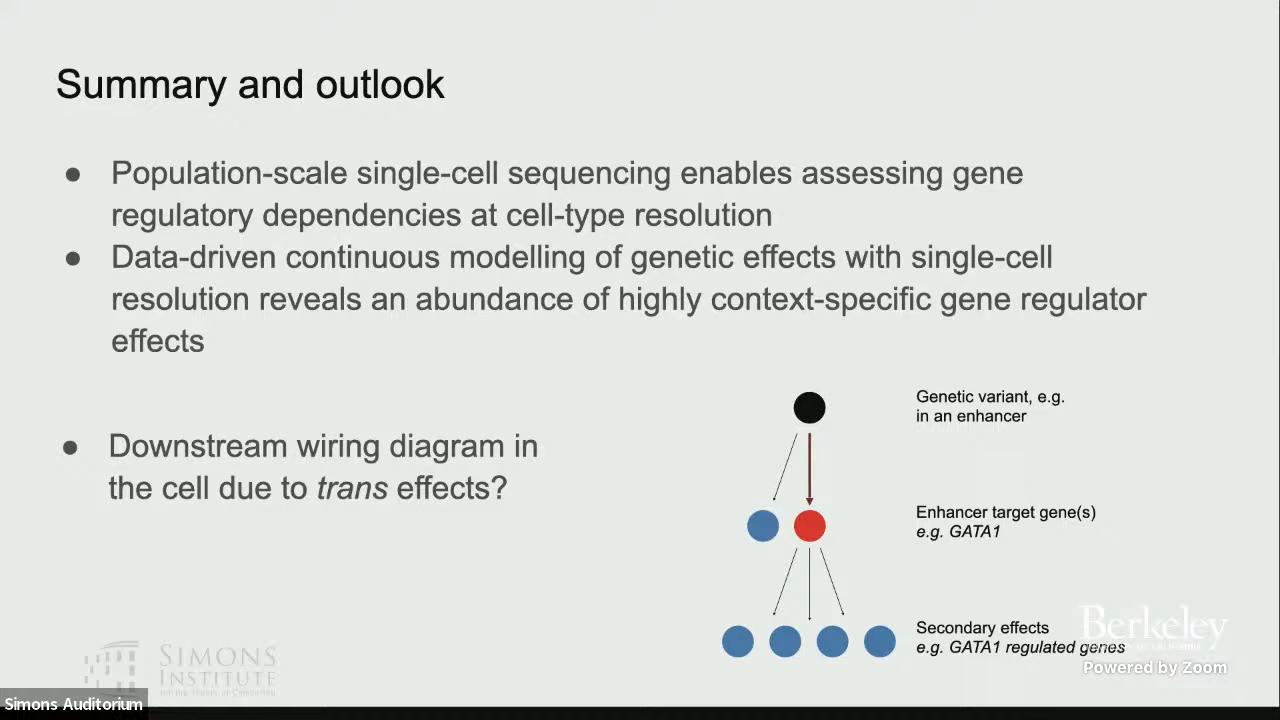 Summary and outlook
● Population-scale single-cell sequencing enables assessing gene
regulatory dependencies at cell-type resolution
● Data-driven continuous modelling of genetic effects with single-cell
resolution reveals an abundance of highly context-specific gene regulator
effects
● Downstream wiring diagram in
the cell due to trans effects?
Genetic variant, e.g.
in an enhancer
Enhancer target gene(s)
e.g. GATA1
Secondary effects
e.g. GATA1 regulated genes
Berkeley
Powered by Zoom
SIMONS
INSTITUTE
Simons Auditorium